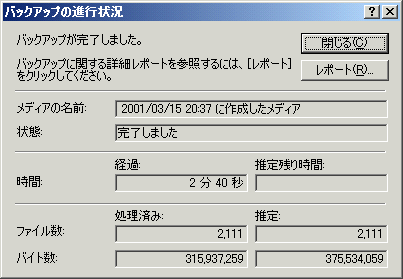 バックアップの進行状況
バックアップが完了しました。
閉じる(C)
バックアップに関する詳細レポートを参照するには、[レポート]
をクリックしてください。
レポート(R)...
メディアの名前: 2001/03/15 20:37 に作成したメディア
状態: 完了しました
経過: 推定残り時間:
時間: 2 分 40 秒
処理済み: 推定:
ファイル数: 2,111 2,111
バイト数: 315,937,259 375,534,059